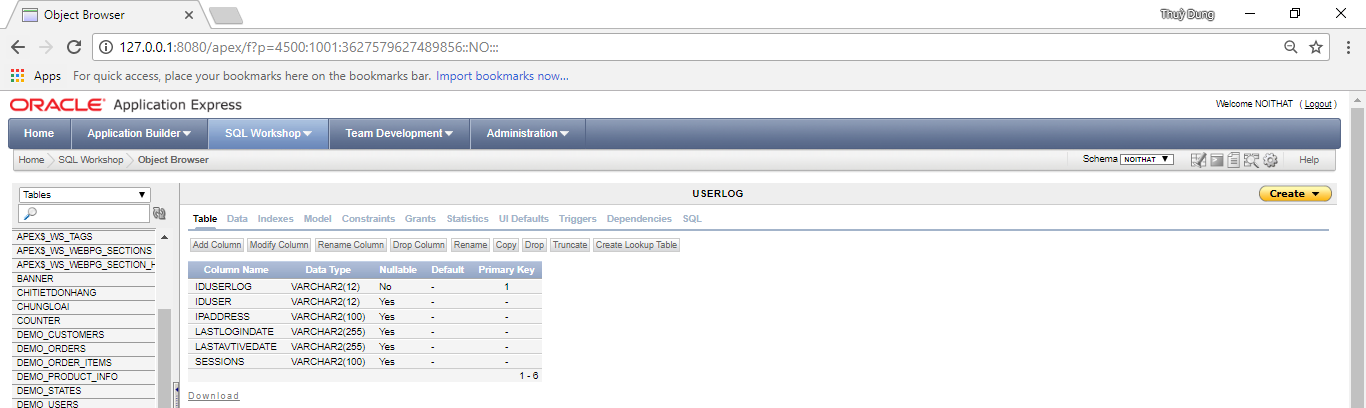 Object Browser
Thuỳ Dung
127.0.0.1:8080/apex/f?p=4500:1001:3627579627489856::NO:::
Apps For quick access, place your bookmarks here on the bookmarks bar. Import bookmarks now...
ORACLE Application Express
Welcome NOITHAT ( Logout )
Home Application Builder SQL Workshop Team Development Administration
Home SQL Workshop Object Browser
Schema NOITHAT Help
Tables
USERLOG
Create
Table Data Indexes Model Constraints Grants Statistics UI Defaults Triggers Dependencies SQL
Add Column Modify Column Rename Column Drop Column Rename Copy Drop Truncate Create Lookup Table
APEX$_WS_TAGS
APEX$_WS_WEBPG_SECTIONS
APEX$_WS_WEBPG_SECTION_H
BANNER
CHITIETDONHANG
CHUNGLOAI
COUNTER
DEMO_CUSTOMERS
DEMO_ORDERS
DEMO_ORDER_ITEMS
DEMO_PRODUCT_INFO
DEMO_STATES
DEMO_USERS
Column Name Data Type Nullable Default Primary Key
IDUSERLOG VARCHAR2(12) No - 1
IDUSER VARCHAR2(12) Yes - -
IPADDRESS VARCHAR2(100) Yes - -
LASTLOGINDATE VARCHAR2(255) Yes - -
LASTAVTIVEDATE VARCHAR2(255) Yes - -
SESSIONS VARCHAR2(100) Yes - -
1 - 6
Download